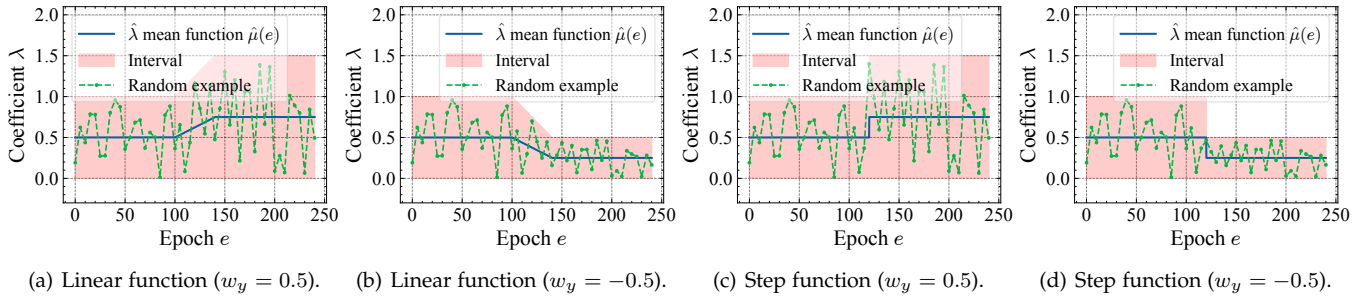 Coefficient λ
2.0
1.5
1.0
0.5
0.0
λ̂ mean function μ̂(e)
Interval
Random example
0 50 100 150 200 250
Epoch e
(a) Linear function (w_y = 0.5).
Coefficient λ
2.0
1.5
1.0
0.5
0.0
λ̂ mean function μ̂(e)
Interval
Random example
0 50 100 150 200 250
Epoch e
(b) Linear function (w_y = −0.5).
Coefficient λ
2.0
1.5
1.0
0.5
0.0
λ̂ mean function μ̂(e)
Interval
Random example
0 50 100 150 200 250
Epoch e
(c) Step function (w_y = 0.5).
Coefficient λ
2.0
1.5
1.0
0.5
0.0
λ̂ mean function μ̂(e)
Interval
Random example
0 50 100 150 200 250
Epoch e
(d) Step function (w_y = −0.5).